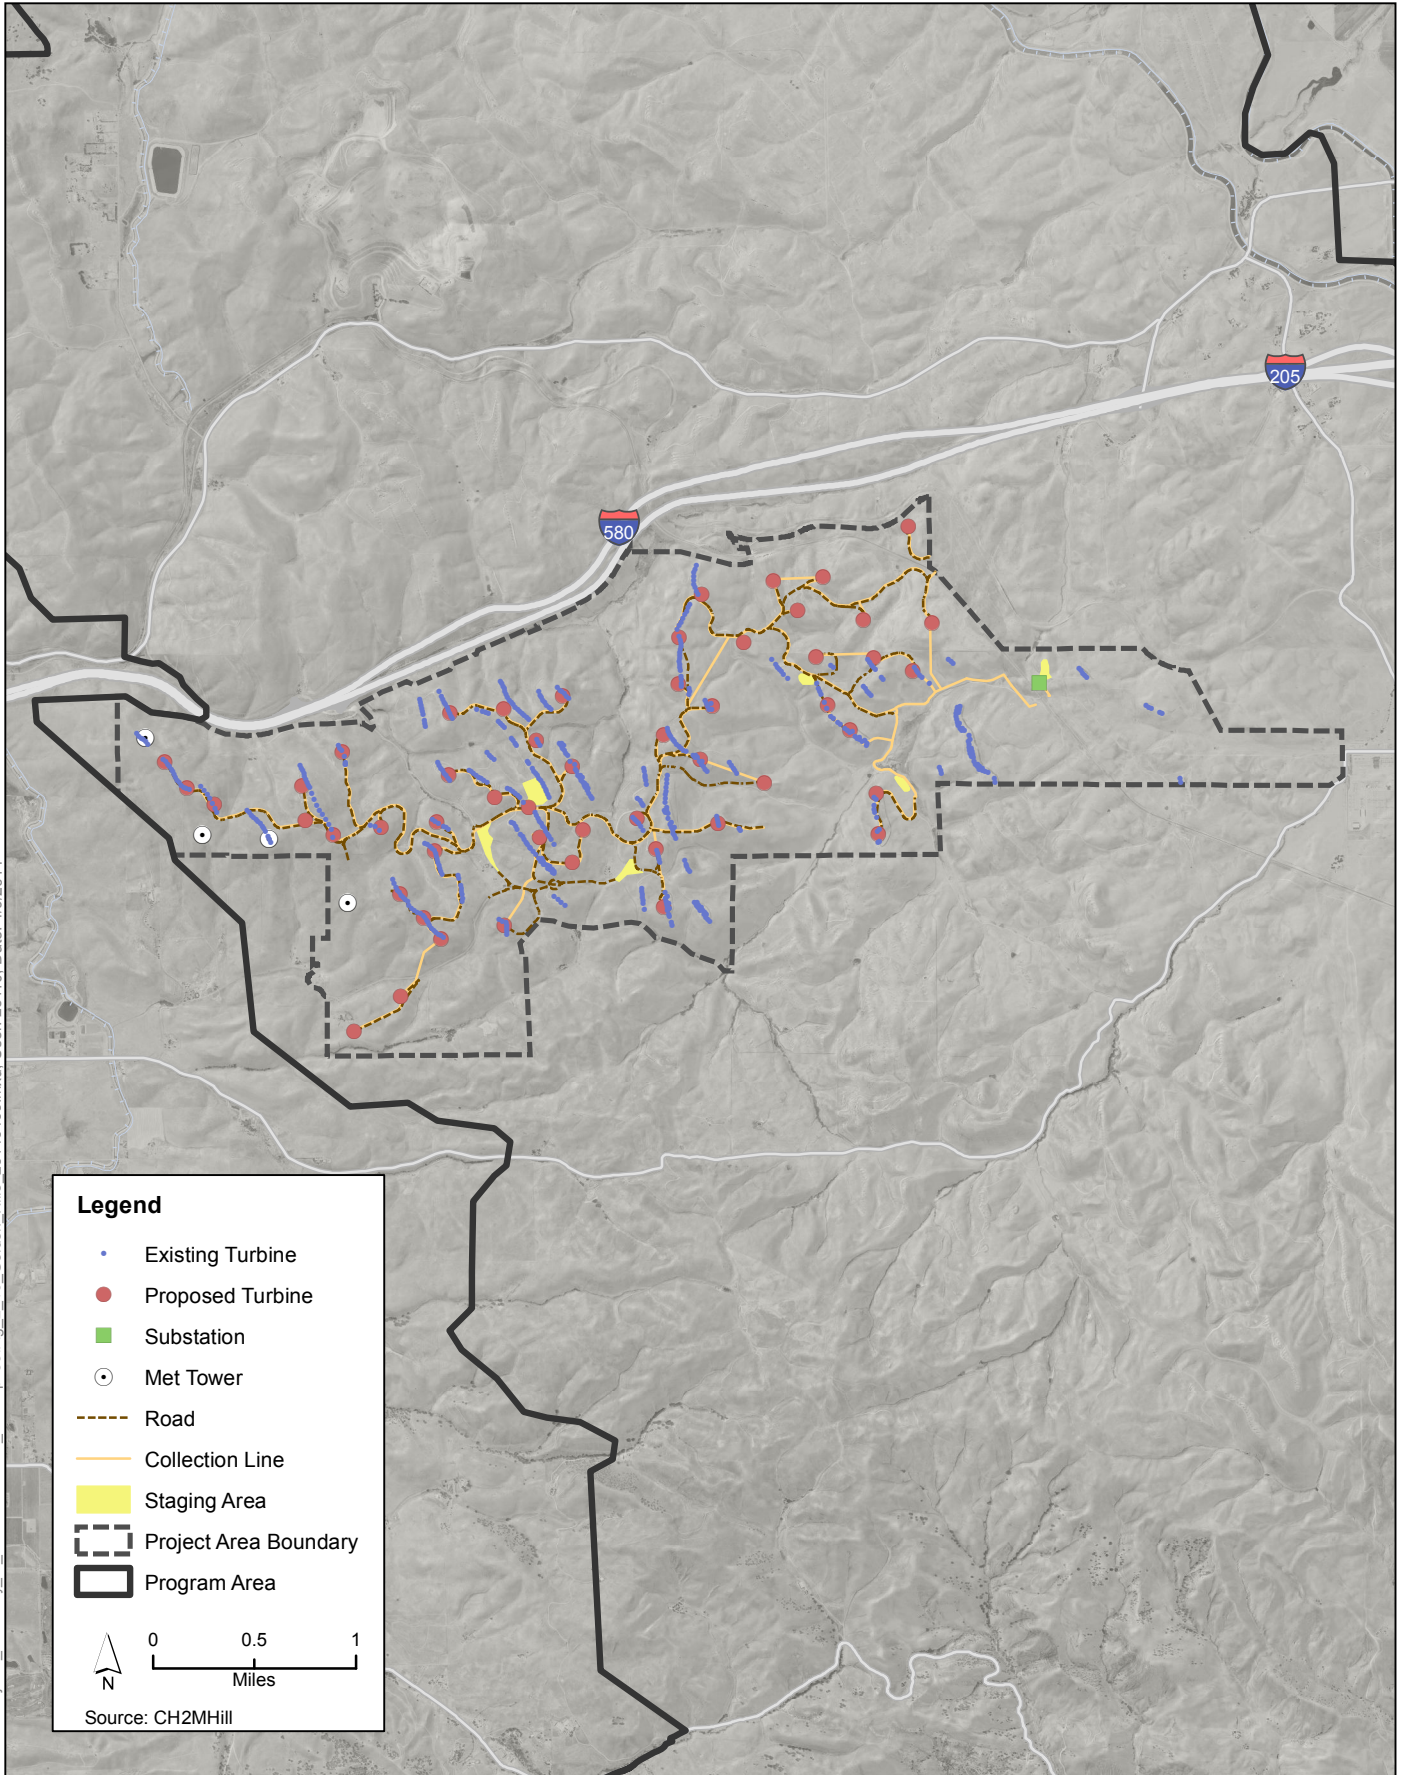 205
580
Legend
Existing Turbine
Proposed Turbine
Substation
Met Tower
Road
Collection Line
Staging Area
Project Area Boundary
Program Area
0 0.5 1
Miles
N
Source: CH2MHill